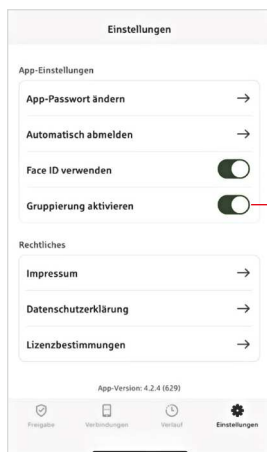 Einstellungen
App-Einstellungen
App-Passwort ändern
Automatisch abmelden
Face ID verwenden
Gruppierung aktivieren
Rechtliches
Impressum
Datenschutzerklärung
Lizenzbestimmungen
App-Version: 4.2.4 (629)
Freigabe Verbindungen Verlauf Einstellungen